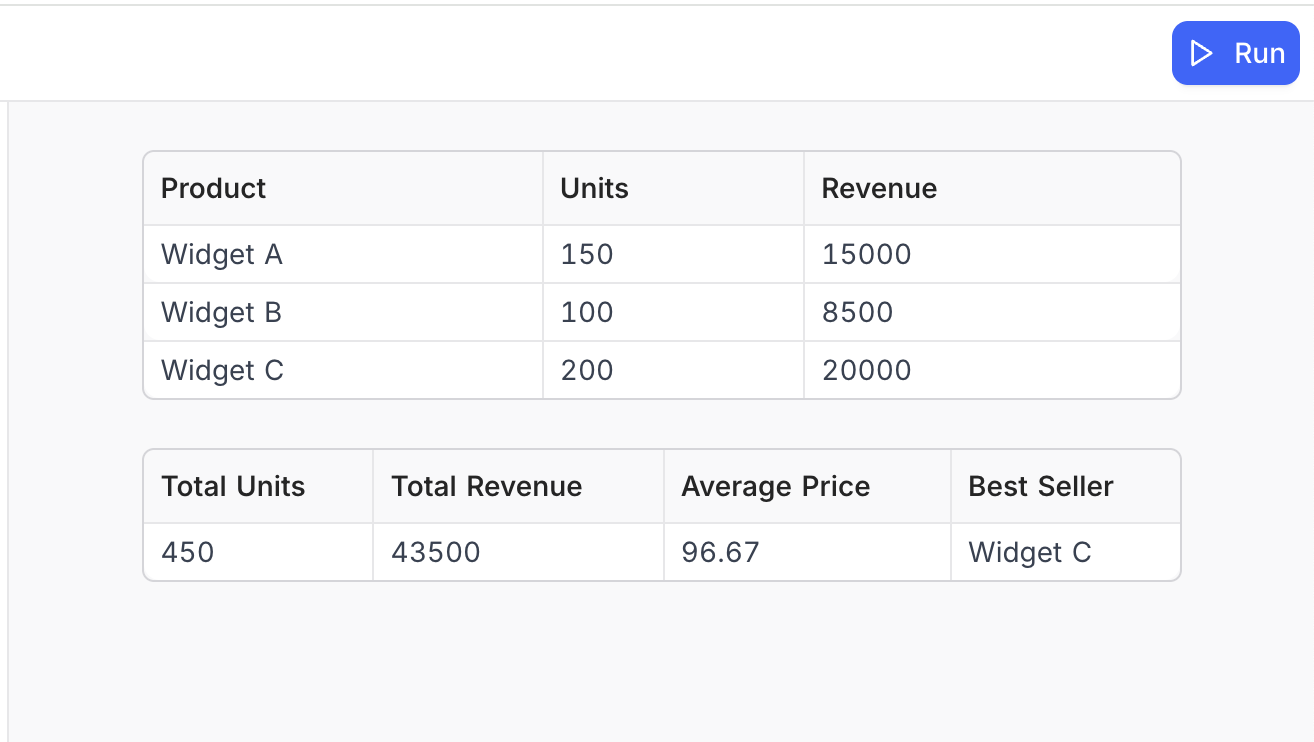 Run
Product Units Revenue
Widget A 150 15000
Widget B 100 8500
Widget C 200 20000
Total Units Total Revenue Average Price Best Seller
450 43500 96.67 Widget C